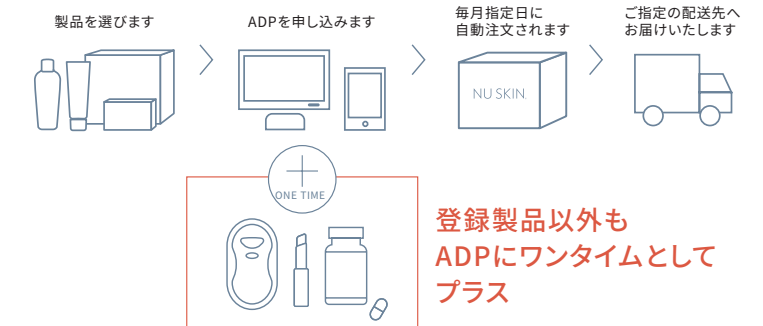 製品を選びます
ADPを申し込みます
毎月指定日に
自動注文されます
ご指定の配送先へ
お届けいたします
NU SKIN
ONE TIME
登録製品以外も
ADPにワンタイムとして
プラス